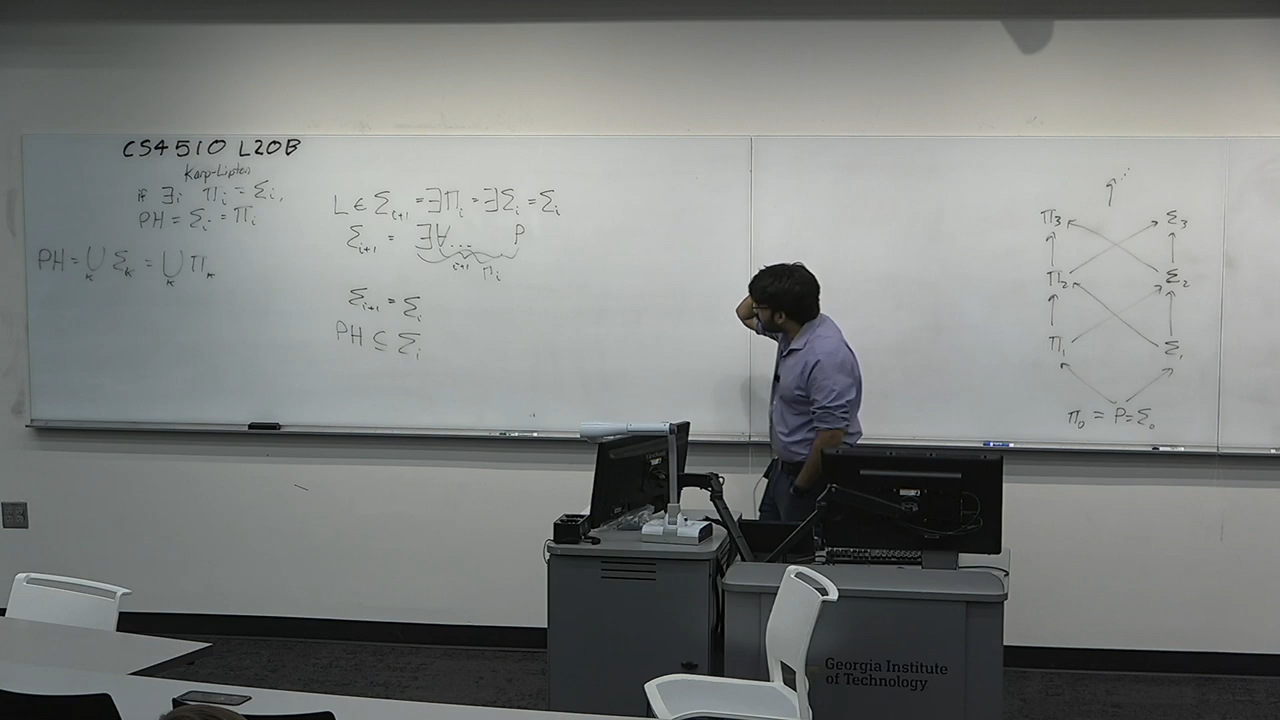 CS4510 L20B
Karp-Lipton
if ∃i Πᵢ = Σᵢ,
PH = Σᵢ = Πᵢ
PH = ⋃ₖ Σₖ = ⋃ₖ Πₖ
L ∈ Σᵢ₊₁ = ∃Πᵢ = ∃Σᵢ = Σᵢ
Σᵢ₊₁ = ∃∀... P
i+1 Πᵢ
Σᵢ₊₁ = Σᵢ
PH ⊆ Σᵢ
Π₃ Σ₃
Π₂ Σ₂
Π₁ Σ₁
Π₀ = P = Σ₀
Georgia Institute
of Technology